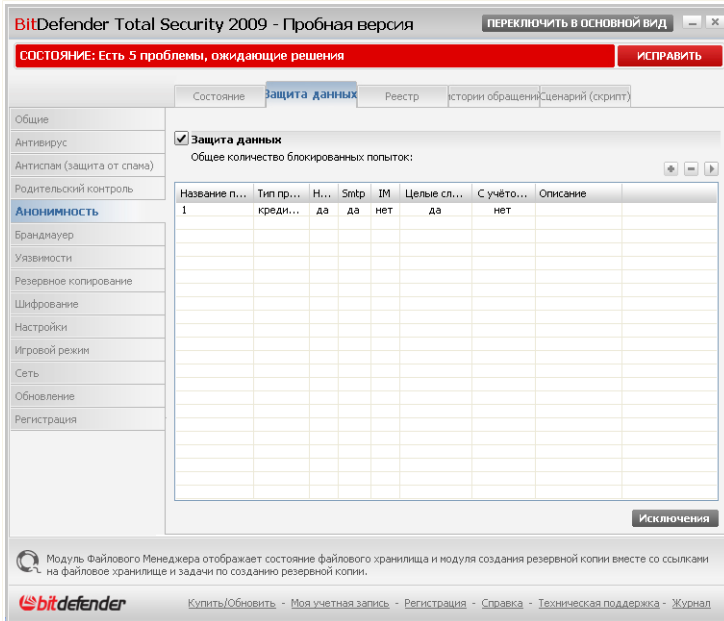 BitDefender Total Security 2009 - Пробная версия
ПЕРЕКЛЮЧИТЬ В ОСНОВНОЙ ВИД
СОСТОЯНИЕ: Есть 5 проблемы, ожидающие решения
ИСПРАВИТЬ
Состояние
Защита данных
Реестр
истории обращений
Сценарий (скрипт)
Общие
Антивирус
Антиспам (защита от спама)
Родительский контроль
Анонимность
Брандмауер
Уязвимости
Резервное копирование
Шифрование
Настройки
Игровой режим
Сеть
Обновление
Регистрация
Защита данных
Общее количество блокированных попыток:
Название п... Тип пр... H... Smtp IM Целые сл... С учёто... Описание
1 креди... да да нет да нет
Исключения
Модуль Файлового Менеджера отображает состояние файлового хранилища и модуля создания резервной копии вместе со ссылками
на файловое хранилище и задачи по созданию резервной копии.
bitdefender
Купить/Обновить - Моя учетная запись - Регистрация - Справка - Техническая поддержка - Журнал